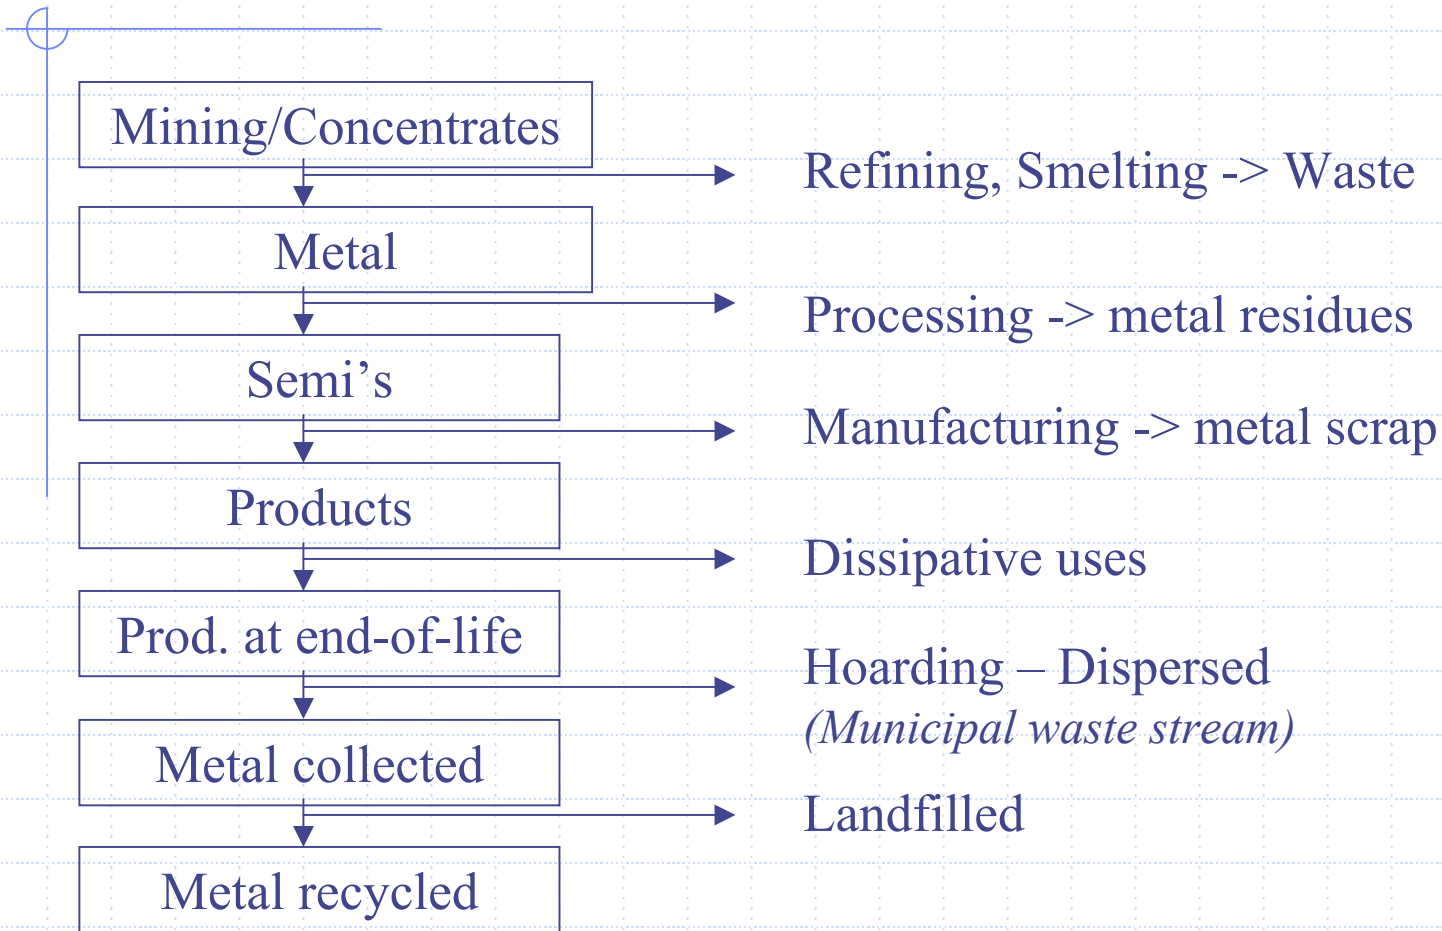 Mining/Concentrates
Refining, Smelting -> Waste
Metal
Processing -> metal residues
Semi’s
Manufacturing -> metal scrap
Products
Dissipative uses
Prod. at end-of-life
Hoarding – Dispersed
(Municipal waste stream)
Metal collected
Landfilled
Metal recycled